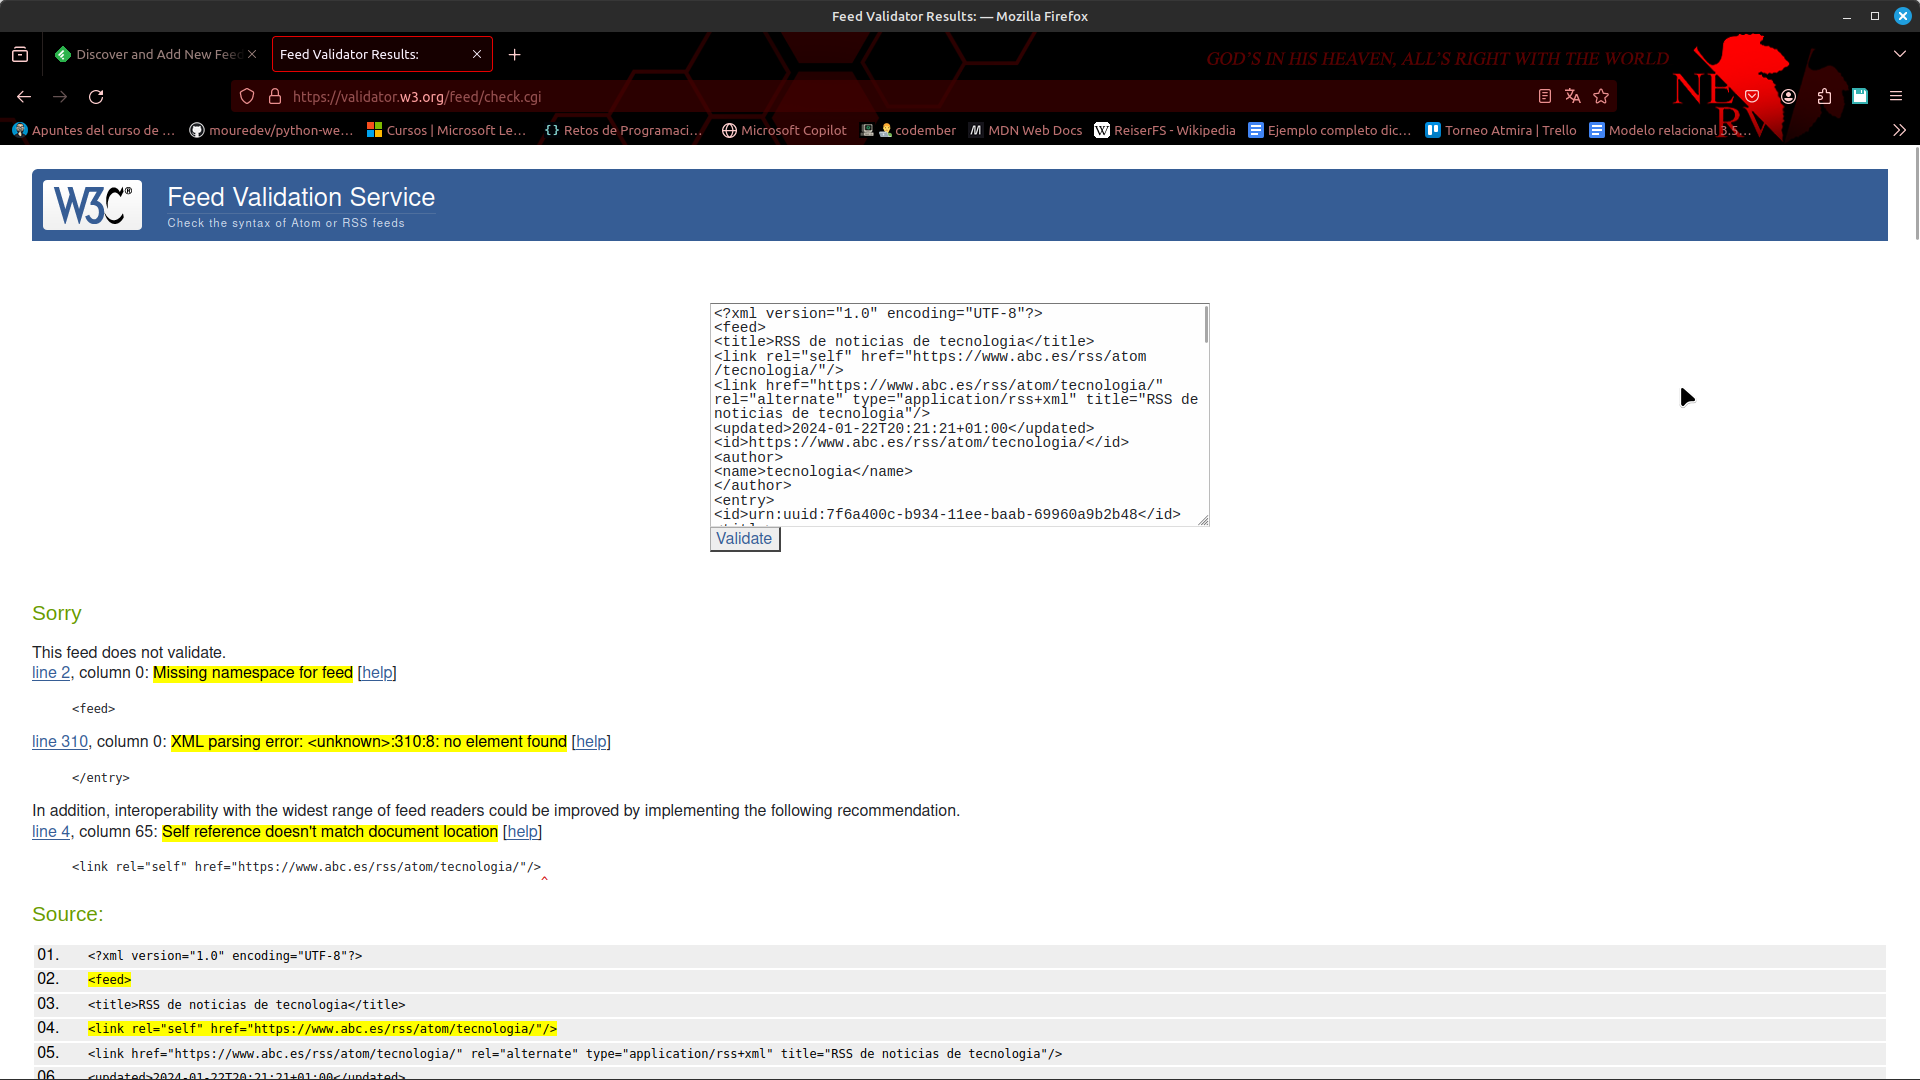 Feed Validator Results: — Mozilla Firefox
Discover and Add New Feed
Feed Validator Results:
GOD'S IN HIS HEAVEN, ALL'S RIGHT WITH THE WORLD
NERV
https://validator.w3.org/feed/check.cgi
Apuntes del curso de …
mouredev/python-we…
Cursos | Microsoft Le…
Retos de Programaci…
Microsoft Copilot
codember
MDN Web Docs
ReiserFS - Wikipedia
Ejemplo completo dic…
Torneo Atmira | Trello
Modelo relacional 3.5…
W3C®
Feed Validation Service
Check the syntax of Atom or RSS feeds
<?xml version="1.0" encoding="UTF-8"?>
<feed>
<title>RSS de noticias de tecnologia</title>
<link rel="self" href="https://www.abc.es/rss/atom
/tecnologia/"/>
<link href="https://www.abc.es/rss/atom/tecnologia/"
rel="alternate" type="application/rss+xml" title="RSS de
noticias de tecnologia"/>
<updated>2024-01-22T20:21:21+01:00</updated>
<id>https://www.abc.es/rss/atom/tecnologia/</id>
<author>
<name>tecnologia</name>
</author>
<entry>
<id>urn:uuid:7f6a400c-b934-11ee-baab-69960a9b2b48</id>
Validate
Sorry
This feed does not validate.
line 2, column 0: Missing namespace for feed [help]
<feed>
line 310, column 0: XML parsing error: <unknown>:310:8: no element found [help]
</entry>
In addition, interoperability with the widest range of feed readers could be improved by implementing the following recommendation.
line 4, column 65: Self reference doesn't match document location [help]
<link rel="self" href="https://www.abc.es/rss/atom/tecnologia/"/>
^
Source:
01. <?xml version="1.0" encoding="UTF-8"?>
02. <feed>
03. <title>RSS de noticias de tecnologia</title>
04. <link rel="self" href="https://www.abc.es/rss/atom/tecnologia/"/>
05. <link href="https://www.abc.es/rss/atom/tecnologia/" rel="alternate" type="application/rss+xml" title="RSS de noticias de tecnologia"/>
06. <updated>2024-01-22T20:21:21+01:00</updated>